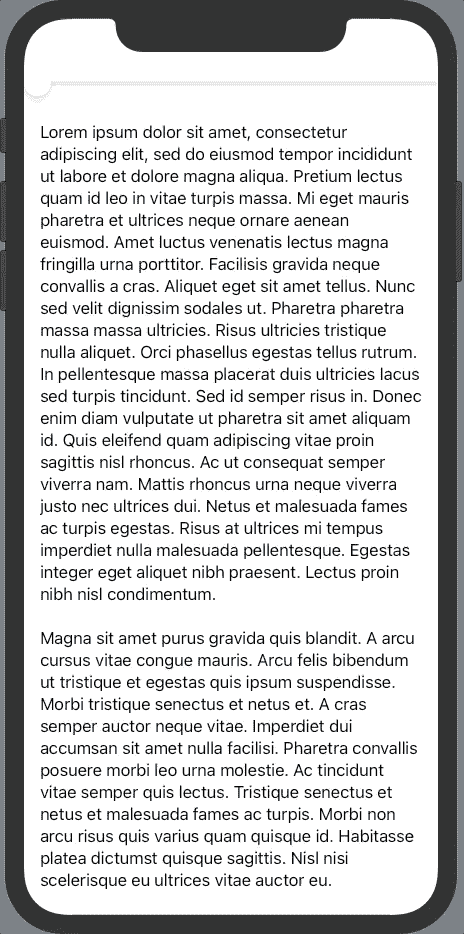 Lorem ipsum dolor sit amet, consectetur
adipiscing elit, sed do eiusmod tempor incididunt
ut labore et dolore magna aliqua. Pretium lectus
quam id leo in vitae turpis massa. Mi eget mauris
pharetra et ultrices neque ornare aenean
euismod. Amet luctus venenatis lectus magna
fringilla urna porttitor. Facilisis gravida neque
convallis a cras. Aliquet eget sit amet tellus. Nunc
sed velit dignissim sodales ut. Pharetra pharetra
massa massa ultricies. Risus ultricies tristique
nulla aliquet. Orci phasellus egestas tellus rutrum.
In pellentesque massa placerat duis ultricies lacus
sed turpis tincidunt. Sed id semper risus in. Donec
enim diam vulputate ut pharetra sit amet aliquam
id. Quis eleifend quam adipiscing vitae proin
sagittis nisl rhoncus. Ac ut consequat semper
viverra nam. Mattis rhoncus urna neque viverra
justo nec ultrices dui. Netus et malesuada fames
ac turpis egestas. Risus at ultrices mi tempus
imperdiet nulla malesuada pellentesque. Egestas
integer eget aliquet nibh praesent. Lectus proin
nibh nisl condimentum.
Magna sit amet purus gravida quis blandit. A arcu
cursus vitae congue mauris. Arcu felis bibendum
ut tristique et egestas quis ipsum suspendisse.
Morbi tristique senectus et netus et. A cras
semper auctor neque vitae. Imperdiet dui
accumsan sit amet nulla facilisi. Pharetra convallis
posuere morbi leo urna molestie. Ac tincidunt
vitae semper quis lectus. Tristique senectus et
netus et malesuada fames ac turpis. Morbi non
arcu risus quis varius quam quisque id. Habitasse
platea dictumst quisque sagittis. Nisl nisi
scelerisque eu ultrices vitae auctor eu.